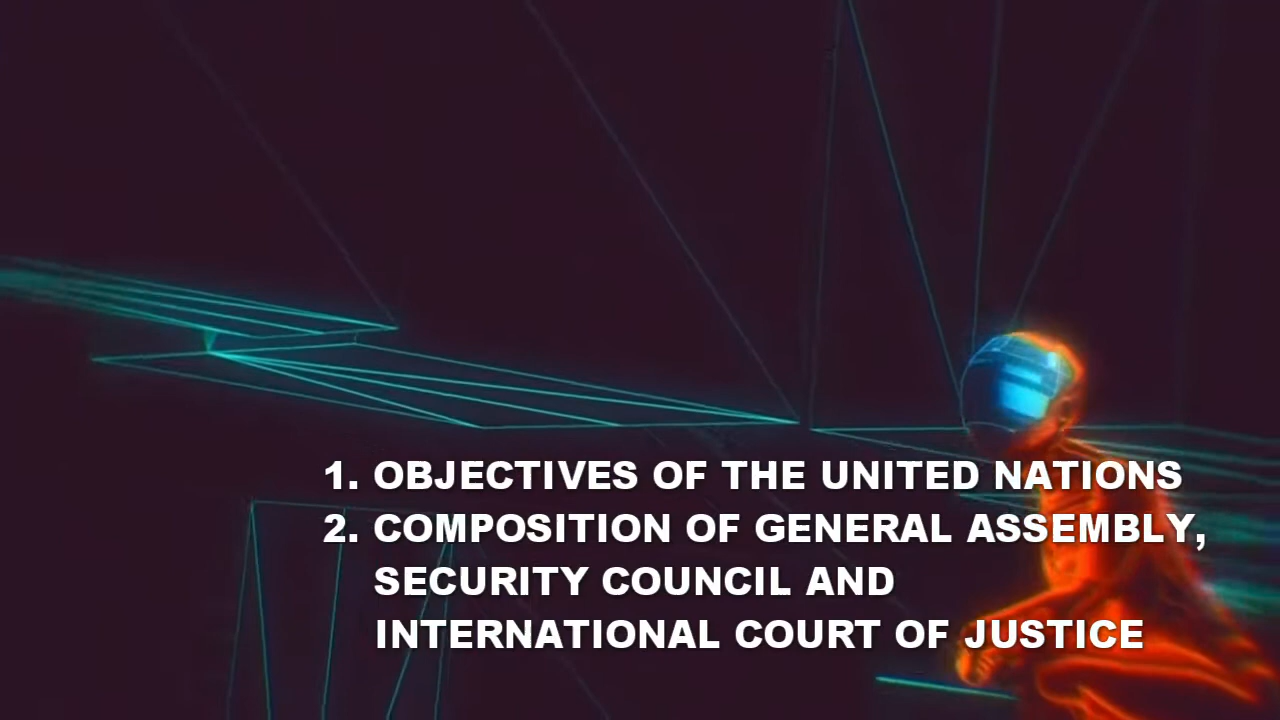 1. OBJECTIVES OF THE UNITED NATIONS
2. COMPOSITION OF GENERAL ASSEMBLY,
SECURITY COUNCIL AND
INTERNATIONAL COURT OF JUSTICE